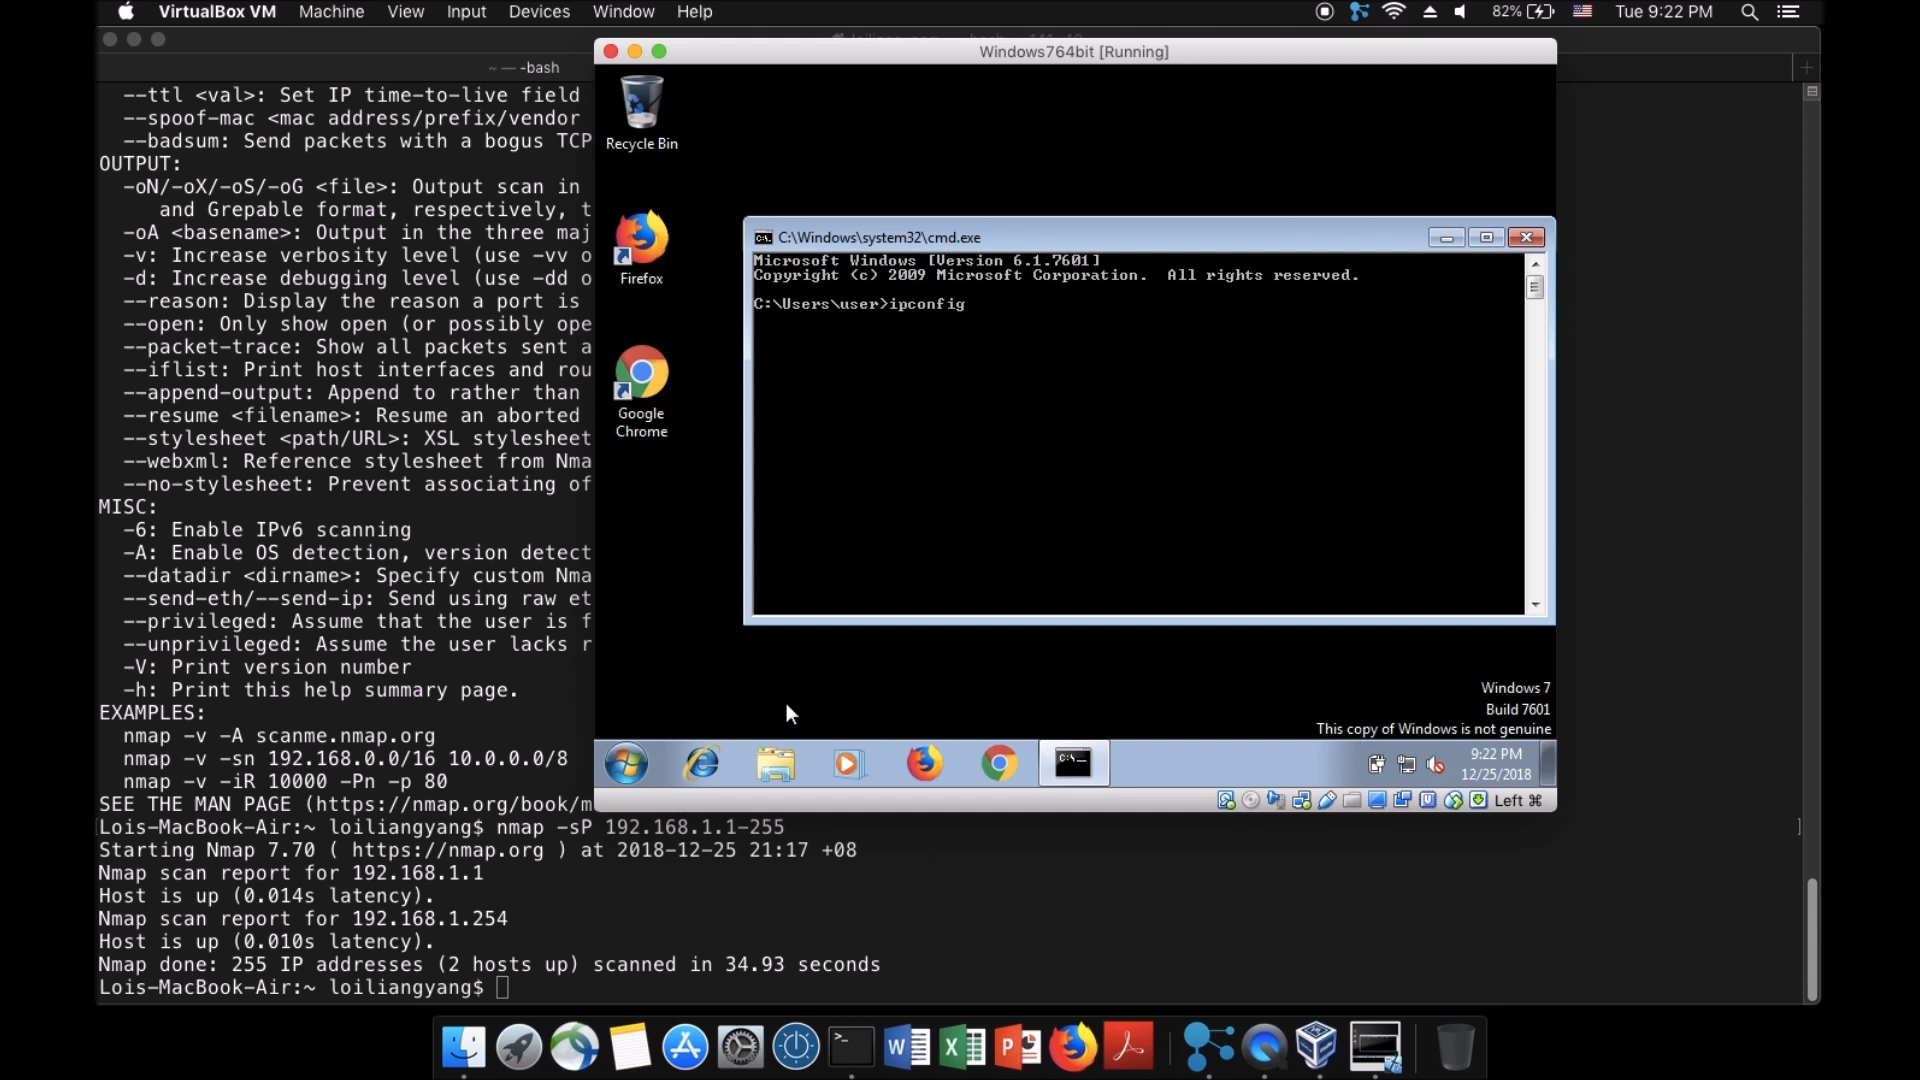 VirtualBox VM Machine View Input Devices Window Help 82% Tue 9:22 PM
~ — -bash
--ttl <val>: Set IP time-to-live field
--spoof-mac <mac address/prefix/vendor
--badsum: Send packets with a bogus TCP
OUTPUT:
-oN/-oX/-oS/-oG <file>: Output scan in
and Grepable format, respectively, t
-oA <basename>: Output in the three maj
-v: Increase verbosity level (use -vv o
-d: Increase debugging level (use -dd o
--reason: Display the reason a port is
--open: Only show open (or possibly ope
--packet-trace: Show all packets sent a
--iflist: Print host interfaces and rou
--append-output: Append to rather than
--resume <filename>: Resume an aborted
--stylesheet <path/URL>: XSL stylesheet
--webxml: Reference stylesheet from Nma
--no-stylesheet: Prevent associating of
MISC:
-6: Enable IPv6 scanning
-A: Enable OS detection, version detect
--datadir <dirname>: Specify custom Nma
--send-eth/--send-ip: Send using raw et
--privileged: Assume that the user is f
--unprivileged: Assume the user lacks r
-V: Print version number
-h: Print this help summary page.
EXAMPLES:
nmap -v -A scanme.nmap.org
nmap -v -sn 192.168.0.0/16 10.0.0.0/8
nmap -v -iR 10000 -Pn -p 80
SEE THE MAN PAGE (https://nmap.org/book/m
Lois-MacBook-Air:~ loiliangyang$ nmap -sP 192.168.1.1-255
Starting Nmap 7.70 ( https://nmap.org ) at 2018-12-25 21:17 +08
Nmap scan report for 192.168.1.1
Host is up (0.014s latency).
Nmap scan report for 192.168.1.254
Host is up (0.010s latency).
Nmap done: 255 IP addresses (2 hosts up) scanned in 34.93 seconds
Lois-MacBook-Air:~ loiliangyang$
Windows764bit [Running]
Recycle Bin
Firefox
Google
Chrome
C:\Windows\system32\cmd.exe
Microsoft Windows [Version 6.1.7601]
Copyright (c) 2009 Microsoft Corporation. All rights reserved.
C:\Users\user>ipconfig
Windows 7
Build 7601
This copy of Windows is not genuine
9:22 PM
12/25/2018
Left ⌘